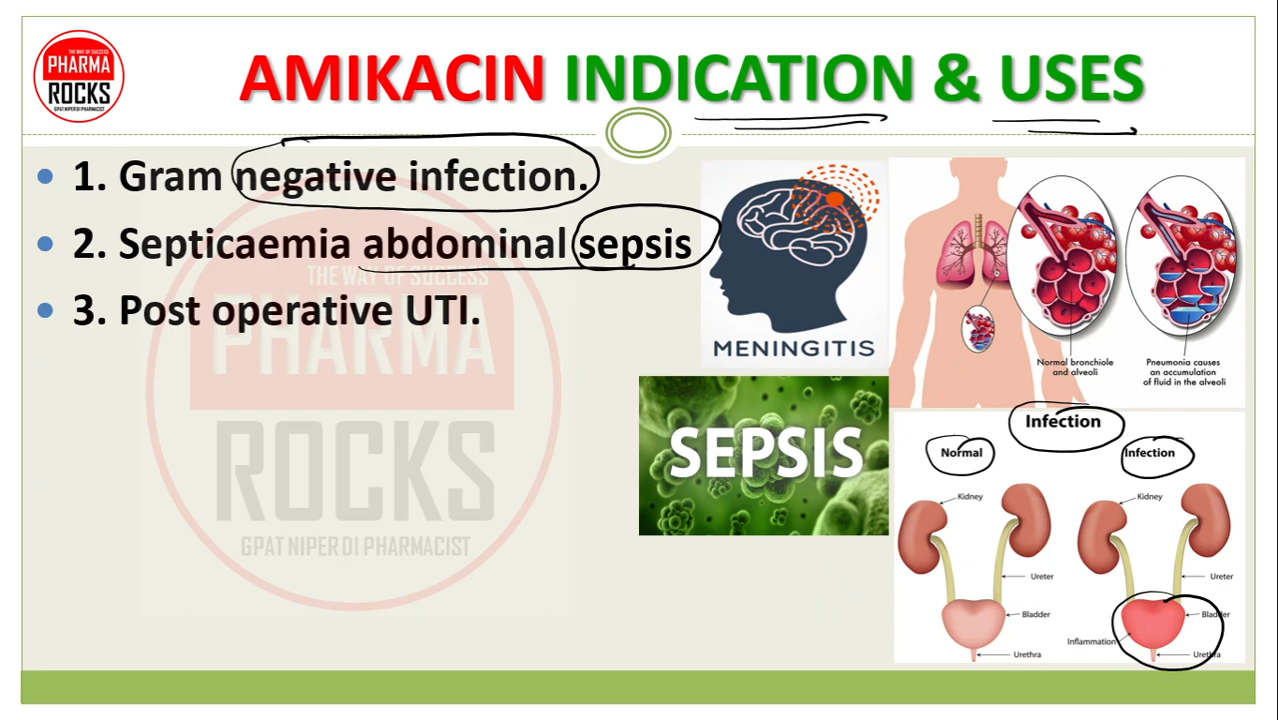 THE WAY OF SUCCESS
PHARMA
ROCKS
GPAT NIPER DI PHARMACIST
AMIKACIN INDICATION & USES
1. Gram negative infection.
2. Septicaemia abdominal sepsis
3. Post operative UTI.
THE WAY OF SUCCESS
PHARMA
ROCKS
GPAT NIPER DI PHARMACIST
MENINGITIS
Normal bronchiole
and alveoli
Pneumonia causes
an accumulation
of fluid in the alveoli
SEPSIS
Infection
Normal
Infection
Kidney
Kidney
Ureter
Ureter
Bladder
Bladder
Inflammation
Urethra
Urethra